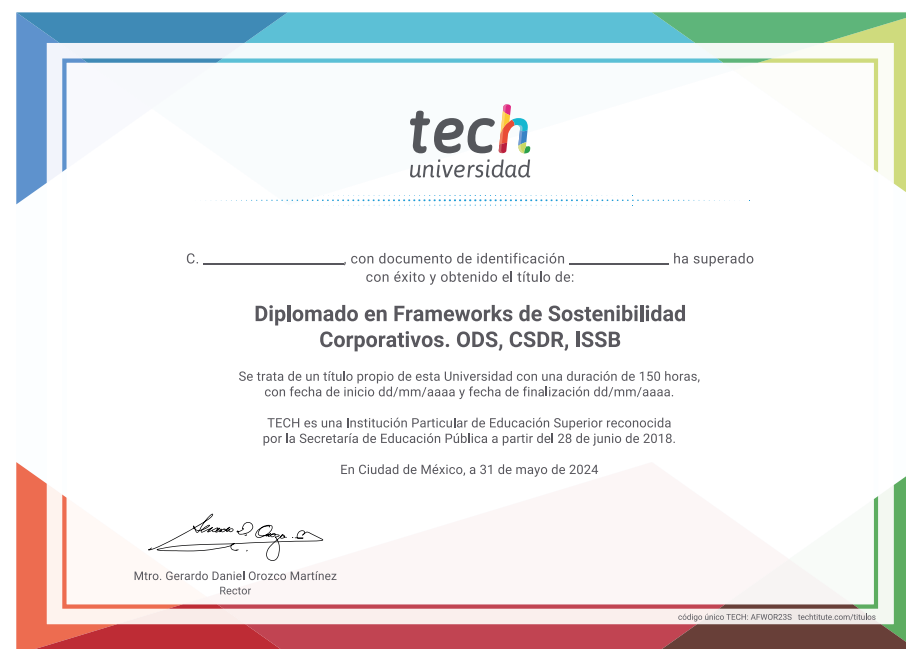 tech
universidad
C. ____________, con documento de identificación ____________ ha superado
con éxito y obtenido el título de:
Diplomado en Frameworks de Sostenibilidad
Corporativos. ODS, CSDR, ISSB
Se trata de un título propio de esta Universidad con una duración de 150 horas,
con fecha de inicio dd/mm/aaaa y fecha de finalización dd/mm/aaaa.
TECH es una Institución Particular de Educación Superior reconocida
por la Secretaría de Educación Pública a partir del 28 de junio de 2018.
En Ciudad de México, a 31 de mayo de 2024
Mtro. Gerardo Daniel Orozco Martínez
Rector
código único TECH: AFWOR23S techtitute.com/titulos